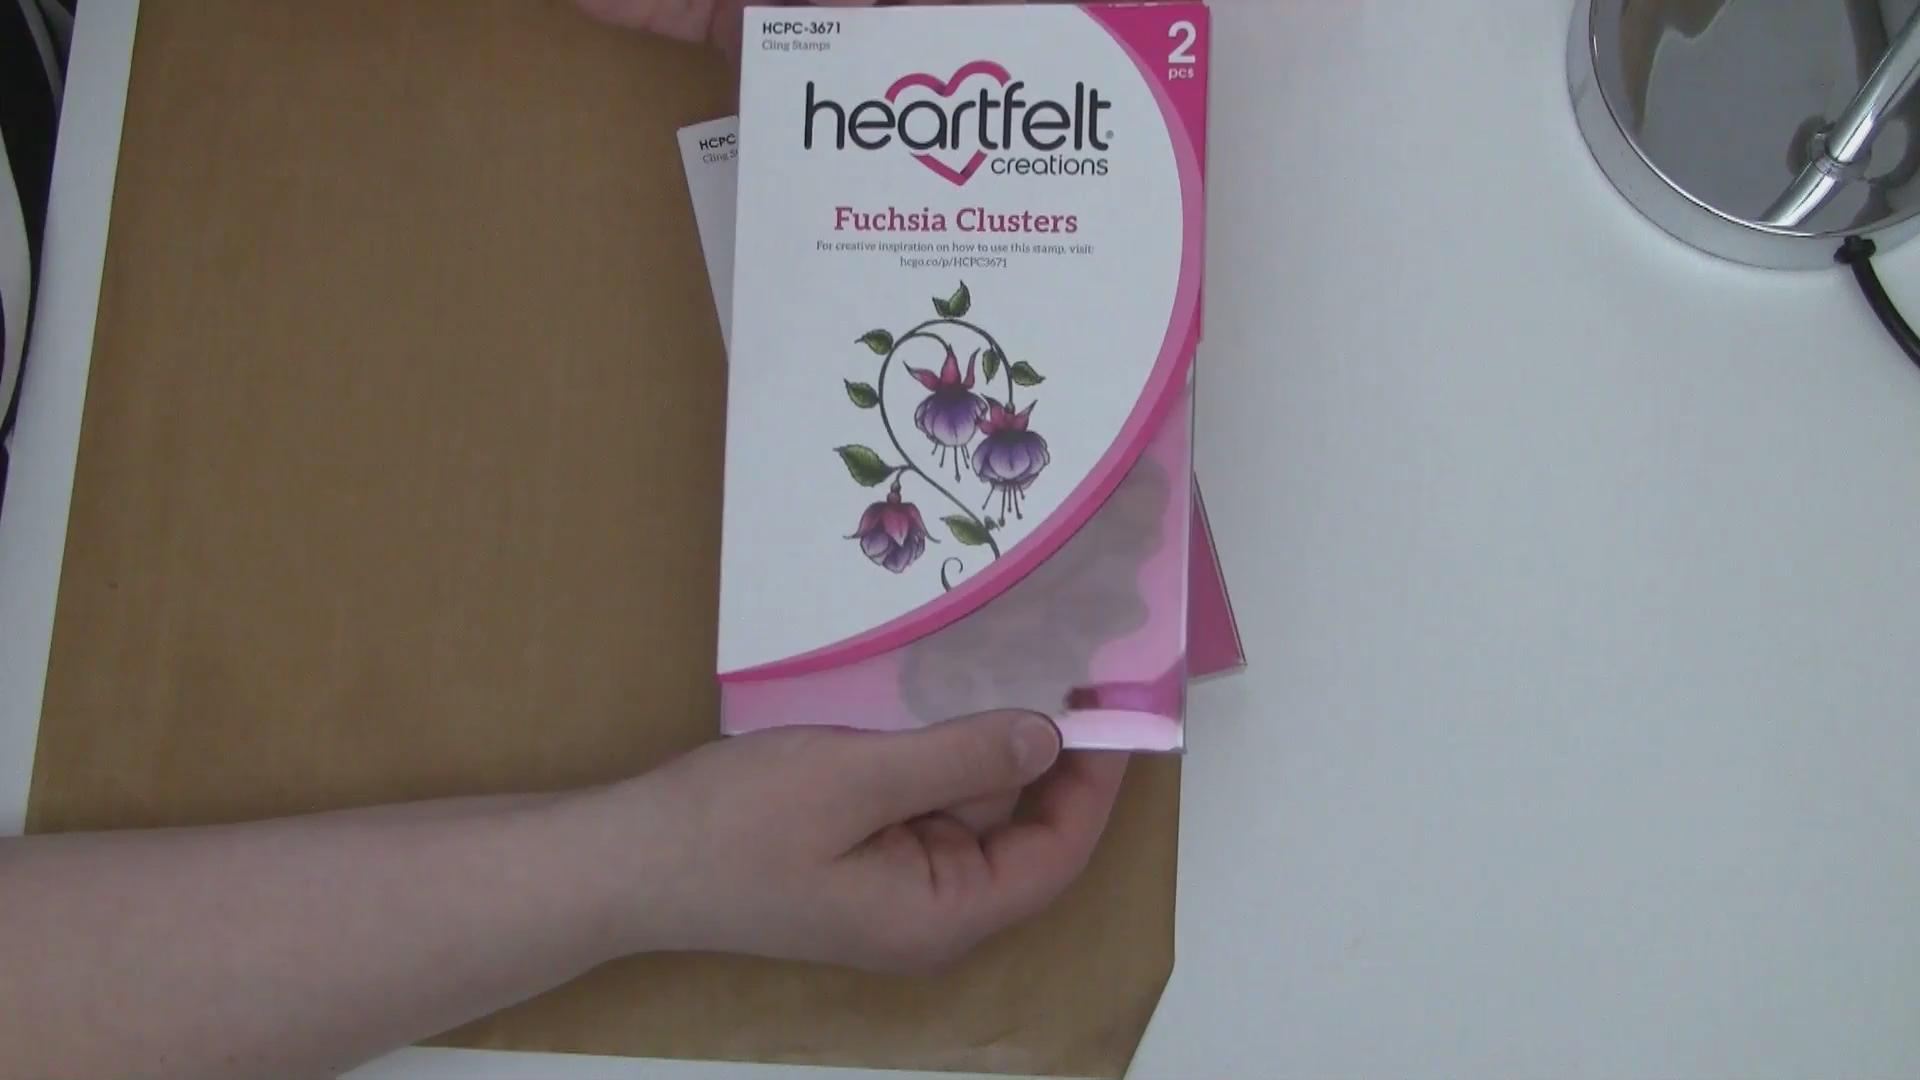 HCPC-3671
Cling Stamps
2
pcs
heartfelt
creations
Fuchsia Clusters
For creative inspiration on how to use this stamp, visit:
hcgo.co/p/HCPC3671
HCPC
Cling